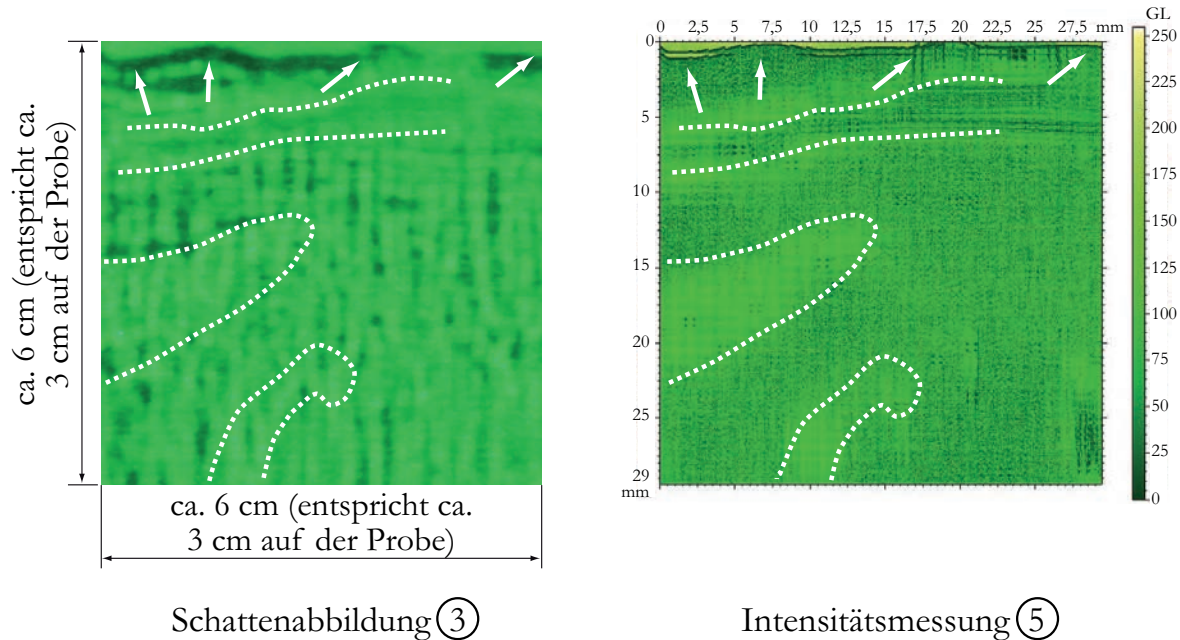 ca. 6 cm (entspricht ca.
3 cm auf der Probe)
ca. 6 cm (entspricht ca.
3 cm auf der Probe)
Schattenabbildung 3
0 2,5 5 7,5 10 12,5 15 17,5 20 22,5 27,5 mm
0
5
10
15
20
25
29
mm
GL
250
225
200
175
150
125
100
75
50
25
0
Intensitätsmessung 5